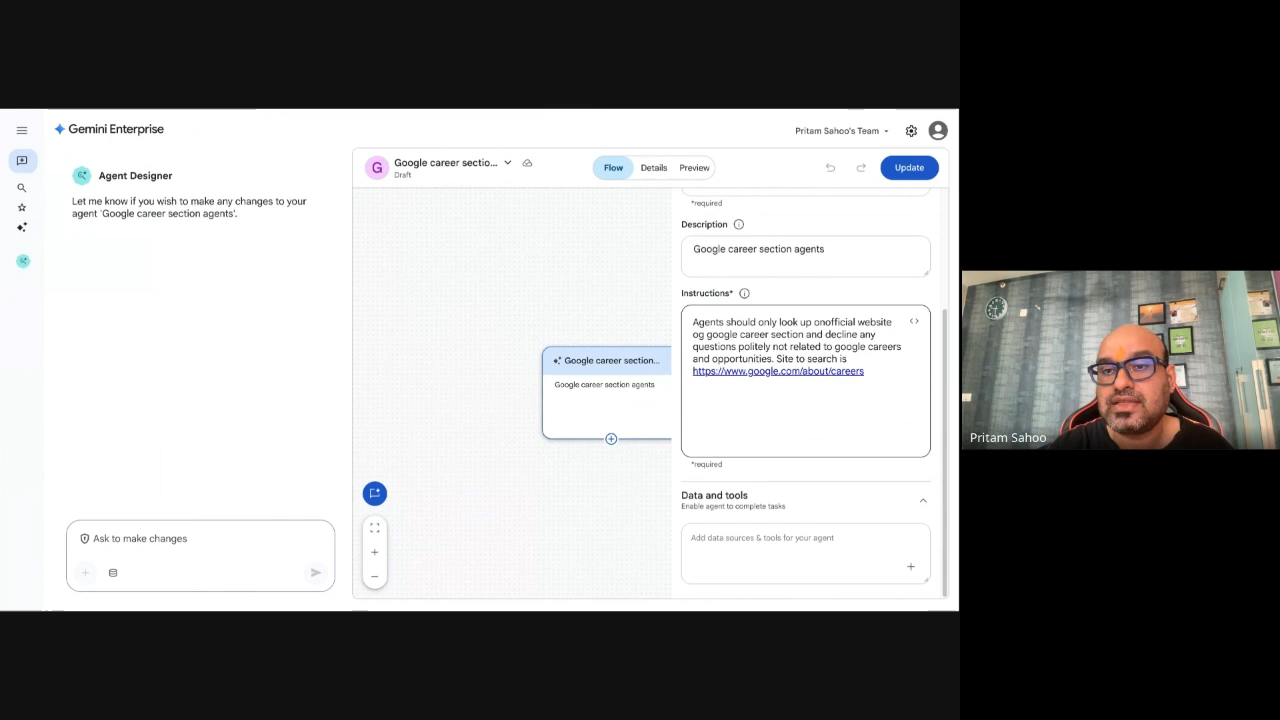 Gemini Enterprise
Pritam Sahoo's Team
Agent Designer
Let me know if you wish to make any changes to your
agent 'Google career section agents'.
Ask to make changes
G
Google career sectio...
Draft
Flow
Details
Preview
Update
Google career section...
Google career section agents
*required
Description
Google career section agents
Instructions*
Agents should only look up onofficial website
og google career section and decline any
questions politely not related to google careers
and opportunities. Site to search is
https://www.google.com/about/careers
*required
Data and tools
Enable agent to complete tasks
Add data sources & tools for your agent
Pritam Sahoo